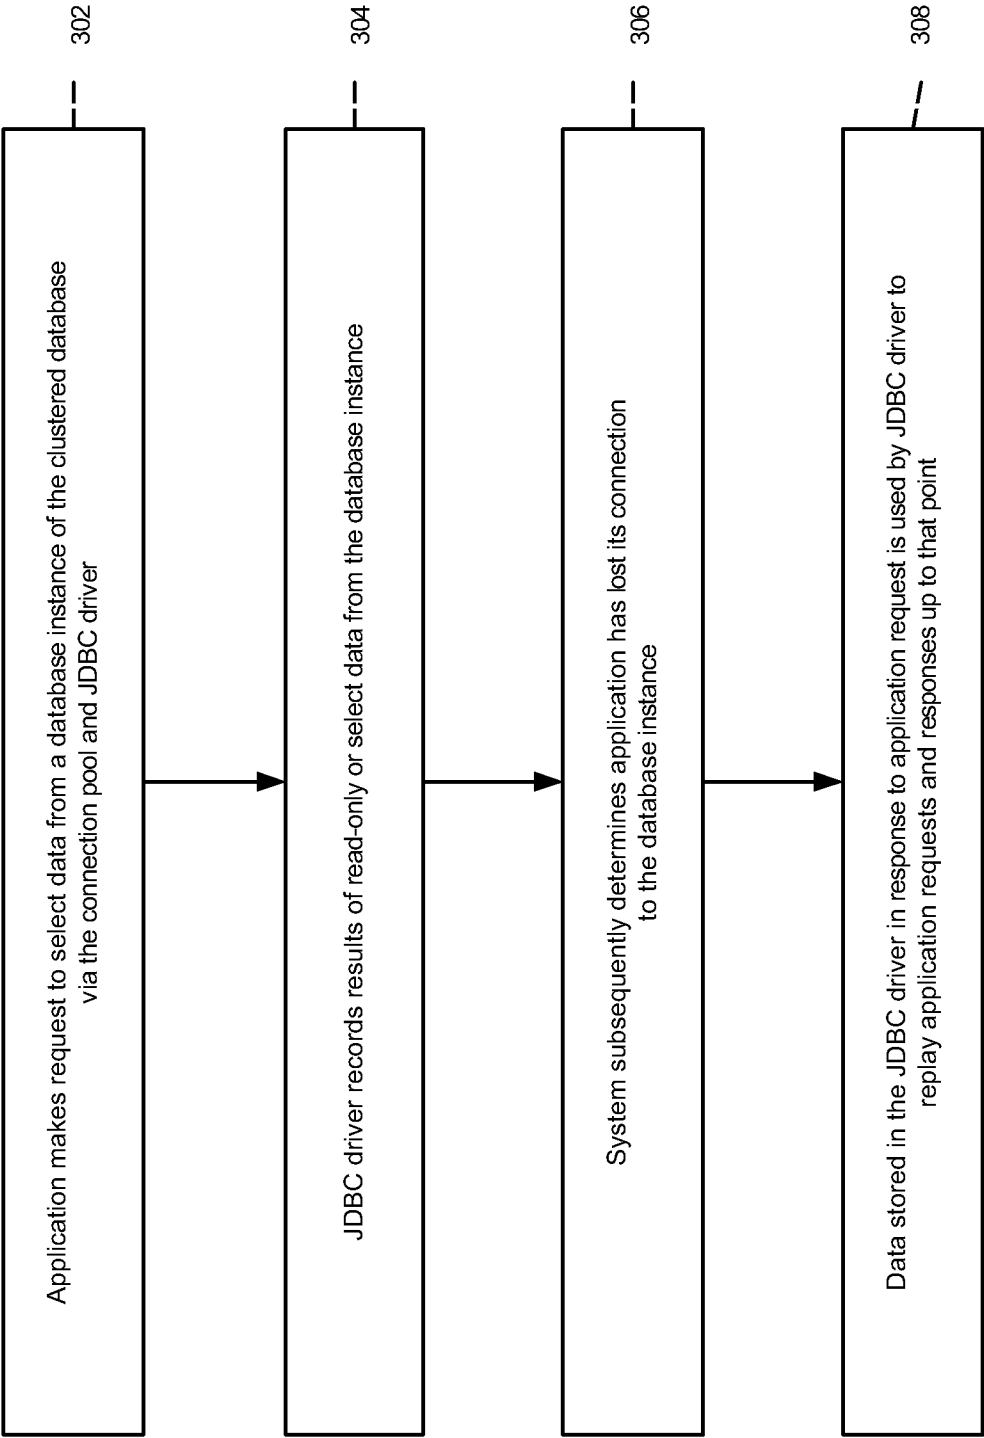 Application makes request to select data from a database instance of the clustered database
via the connection pool and JDBC driver
302
JDBC driver records results of read-only or select data from the database instance
304
System subsequently determines application has lost its connection
to the database instance
306
Data stored in the JDBC driver in response to application request is used by JDBC driver to
replay application requests and responses up to that point
308